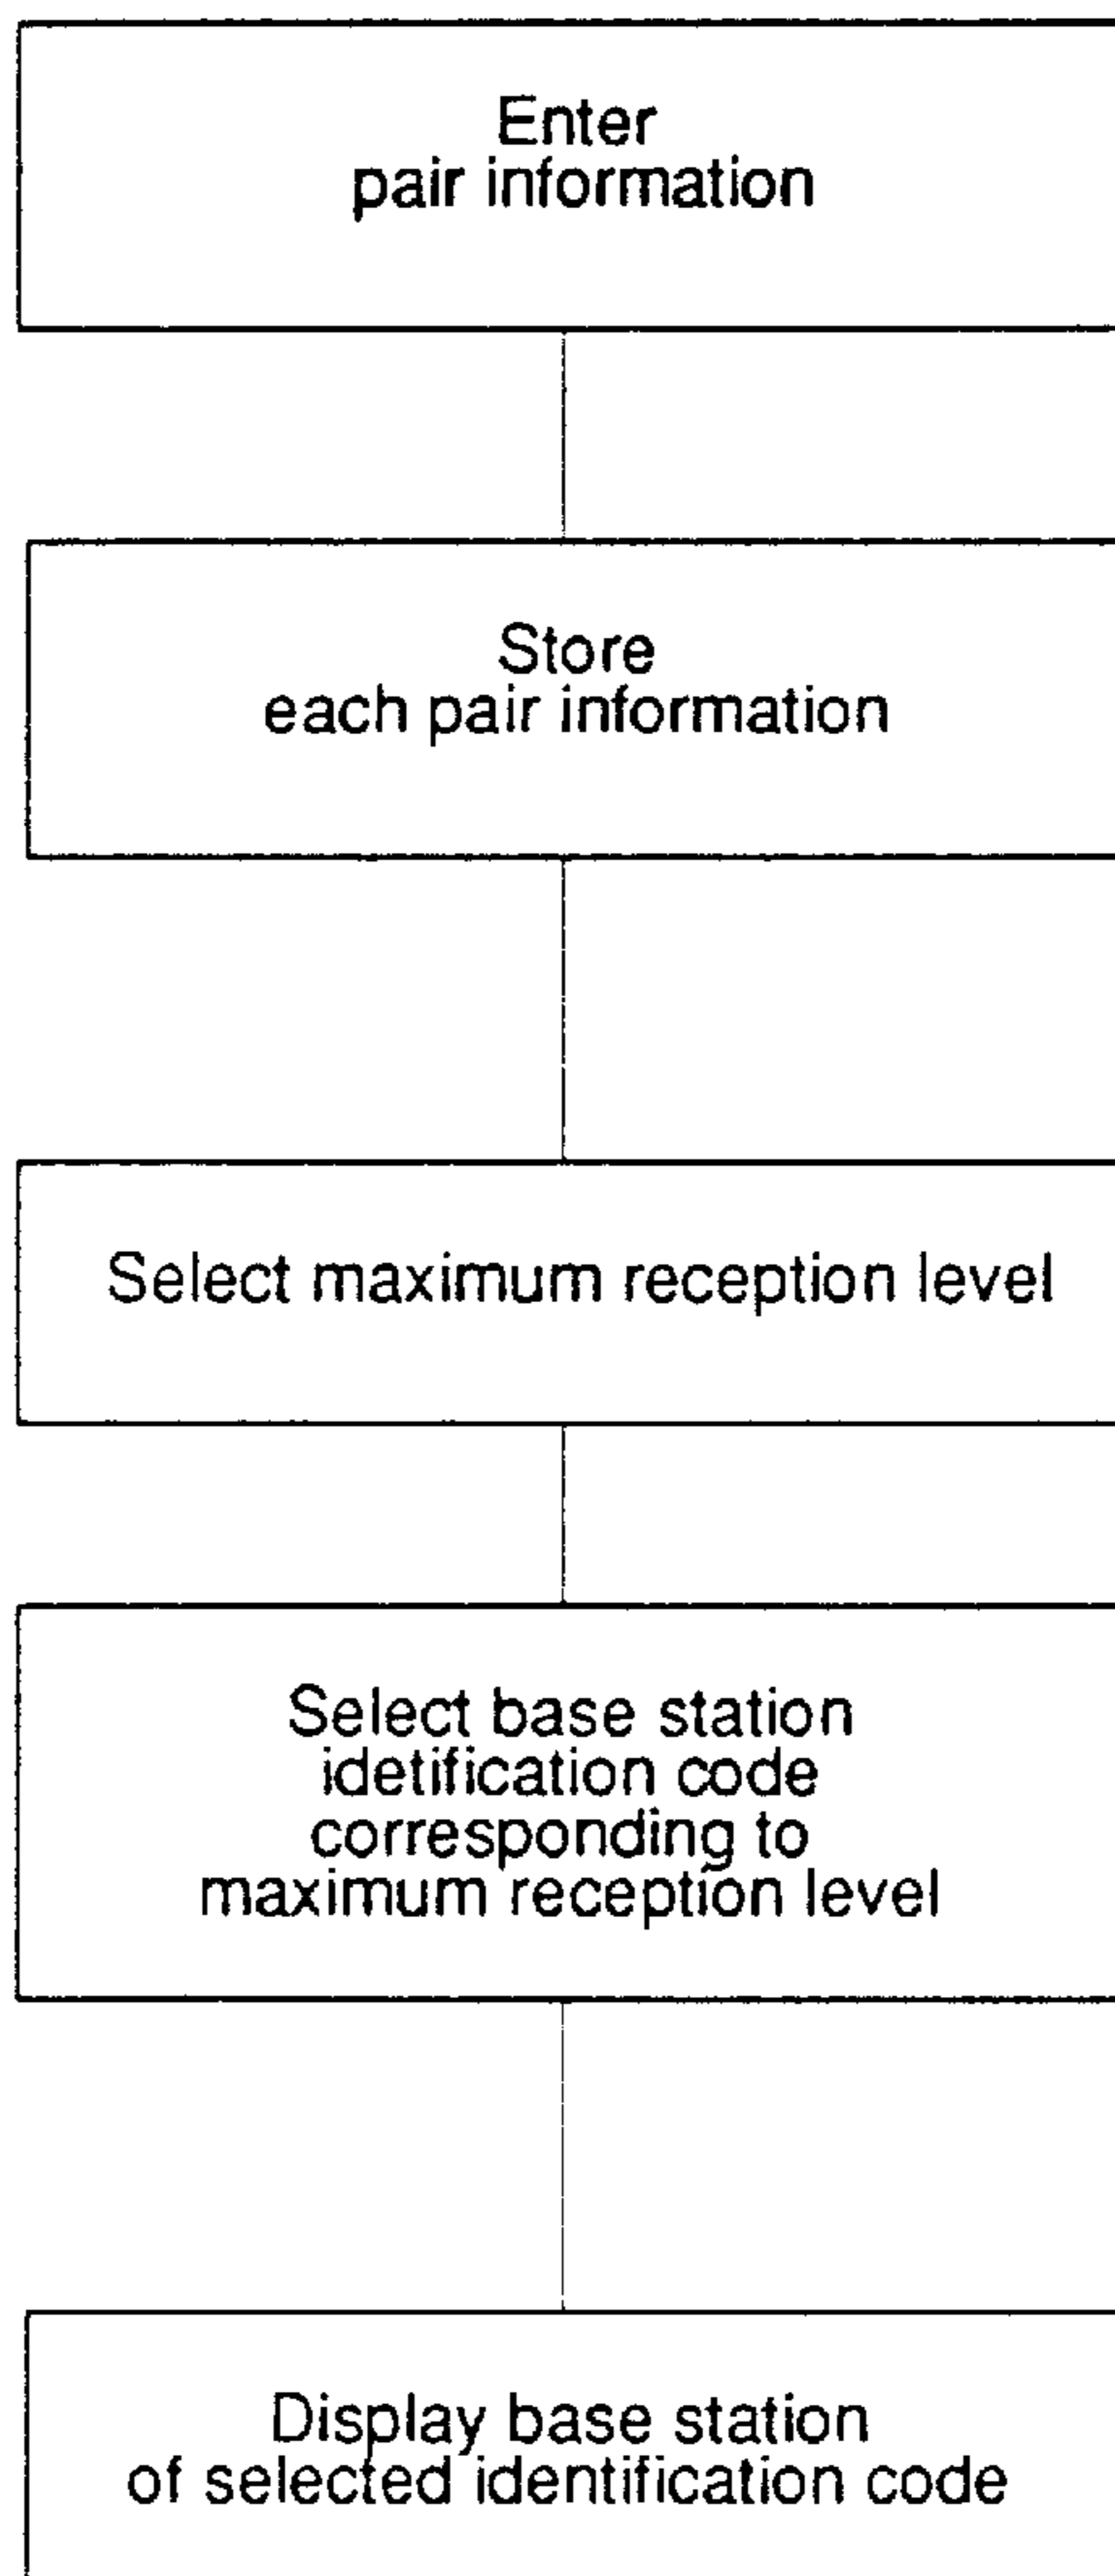 Enter
pair information
Store
each pair information
Select maximum reception level
Select base station
idetification code
corresponding to
maximum reception level
Display base station
of selected identification code